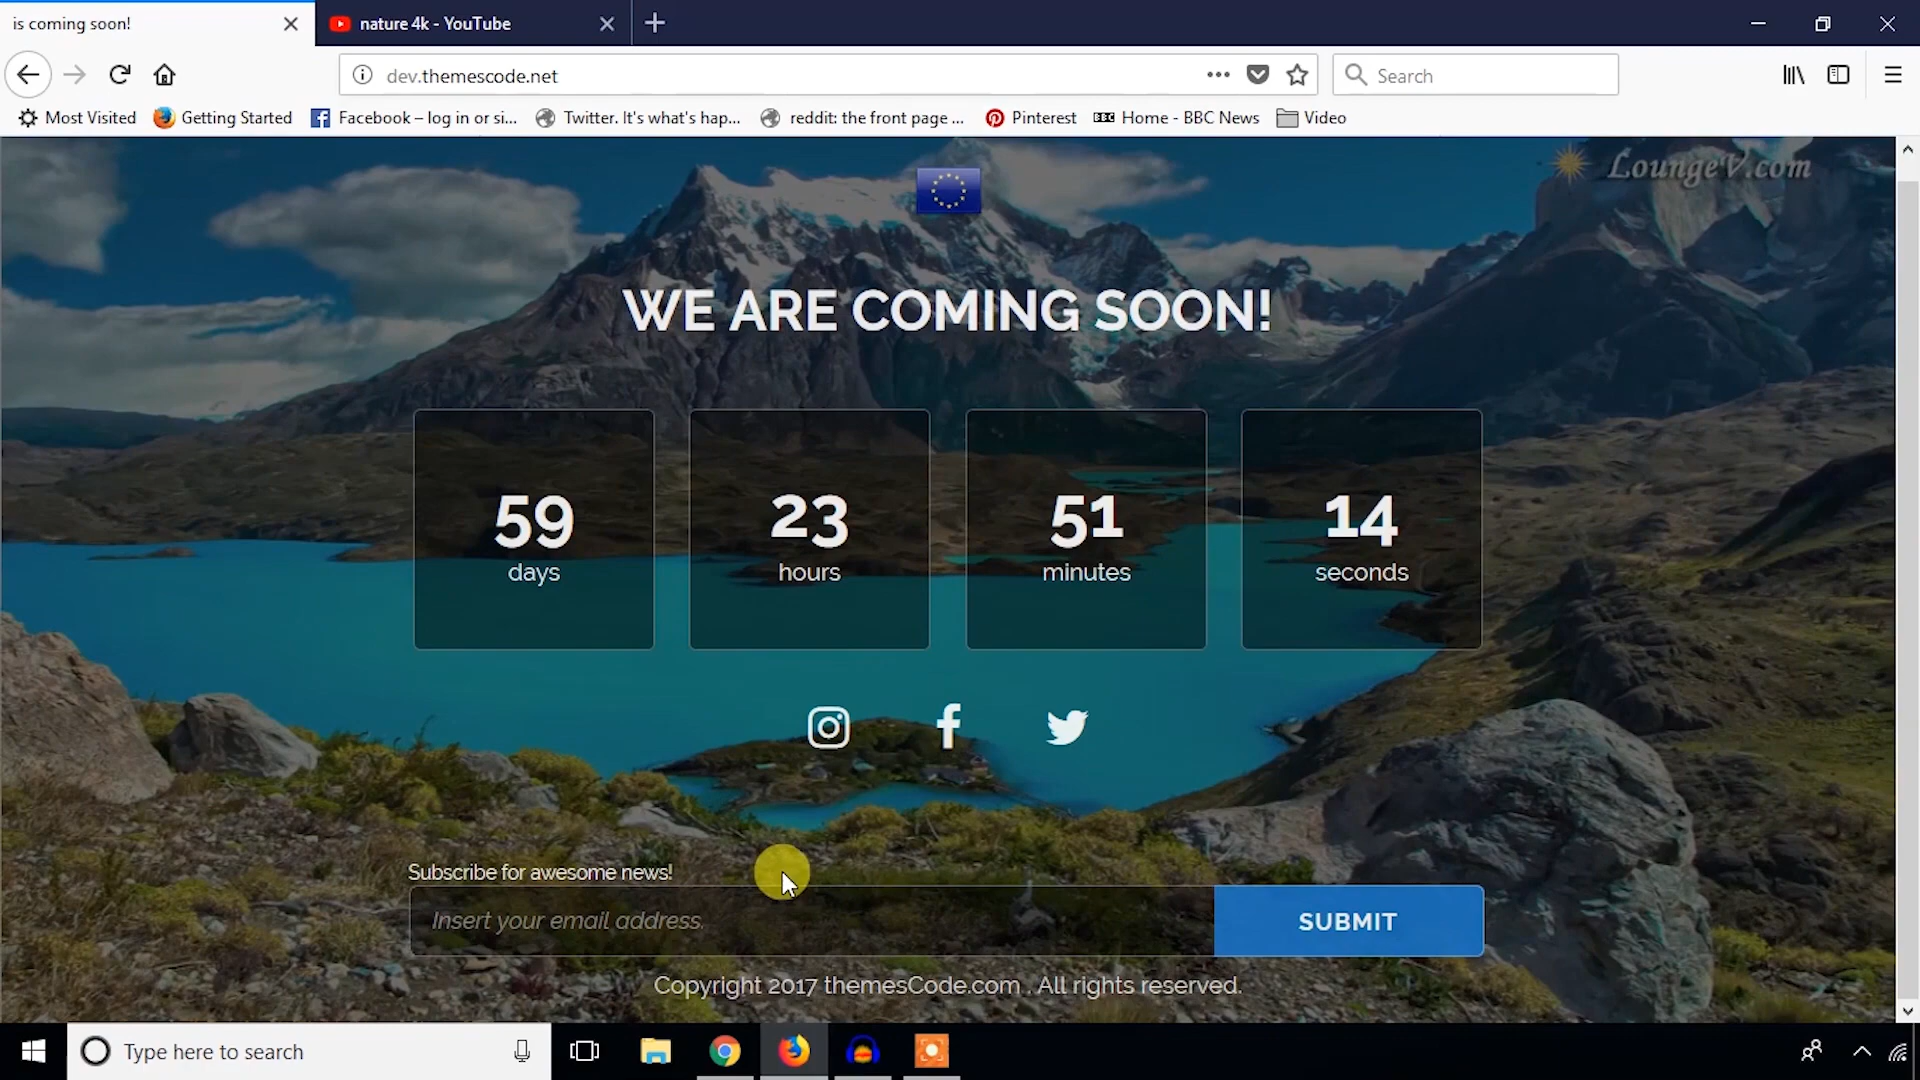 is coming soon!
nature 4k - YouTube
dev.themescode.net
Search
Most Visited
Getting Started
Facebook – log in or si...
Twitter. It's what's hap...
reddit: the front page ...
Pinterest
BBC
Home - BBC News
Video
LoungeV.com
WE ARE COMING SOON!
59
days
23
hours
51
minutes
14
seconds
Subscribe for awesome news!
Insert your email address.
SUBMIT
Copyright 2017 themesCode.com . All rights reserved.
Type here to search